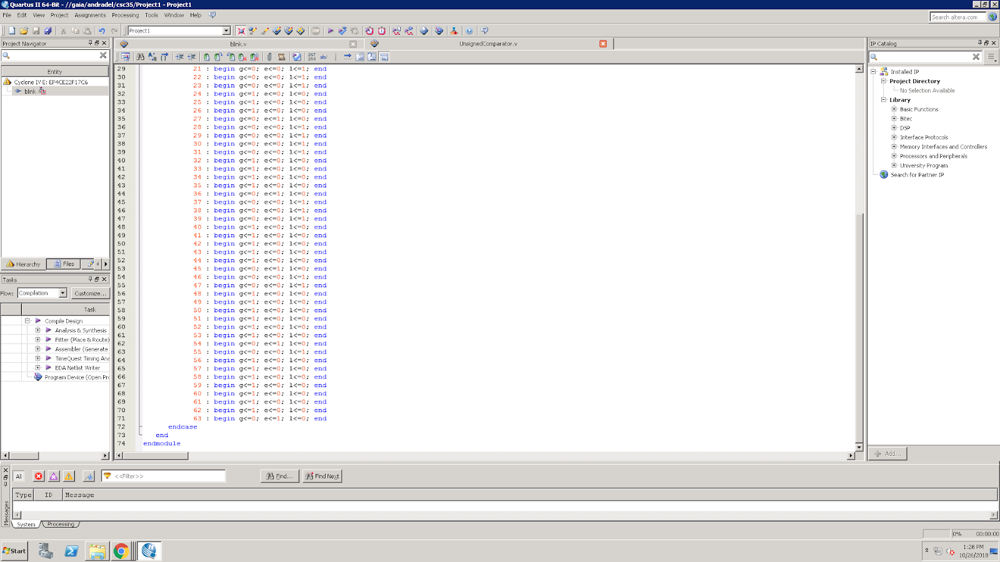 Quartus II 64-Bit - //gaia/andradel/csc35/Project1 - Project1
File Edit View Project Assignments Processing Tools Window Help
Search altera.com
Project1
Project Navigator
Entity
Cyclone IV E: EP4CE22F17C6
blink
Hierarchy Files
Tasks
Flow: Compilation Customize...
Task
Compile Design
Analysis & Synthesis
Fitter (Place & Route)
Assembler (Generate
TimeQuest Timing Ana
EDA Netlist Writer
Program Device (Open Pro
blink.v UnsignedComparator.v
267 268 ab/
29 21 : begin g<=0; e<=0; l<=1; end
30 22 : begin g<=0; e<=0; l<=1; end
31 23 : begin g<=0; e<=0; l<=1; end
32 24 : begin g<=1; e<=0; l<=0; end
33 25 : begin g<=1; e<=0; l<=0; end
34 26 : begin g<=1; e<=0; l<=0; end
35 27 : begin g<=0; e<=1; l<=0; end
36 28 : begin g<=0; e<=0; l<=1; end
37 29 : begin g<=0; e<=0; l<=1; end
38 30 : begin g<=0; e<=0; l<=1; end
39 31 : begin g<=0; e<=0; l<=1; end
40 32 : begin g<=1; e<=0; l<=0; end
41 33 : begin g<=1; e<=0; l<=0; end
42 34 : begin g<=1; e<=0; l<=0; end
43 35 : begin g<=1; e<=0; l<=0; end
44 36 : begin g<=0; e<=1; l<=0; end
45 37 : begin g<=0; e<=0; l<=1; end
46 38 : begin g<=0; e<=0; l<=1; end
47 39 : begin g<=0; e<=0; l<=1; end
48 40 : begin g<=1; e<=0; l<=0; end
49 41 : begin g<=1; e<=0; l<=0; end
50 42 : begin g<=1; e<=0; l<=0; end
51 43 : begin g<=1; e<=0; l<=0; end
52 44 : begin g<=1; e<=0; l<=0; end
53 45 : begin g<=0; e<=1; l<=0; end
54 46 : begin g<=0; e<=0; l<=1; end
55 47 : begin g<=0; e<=0; l<=1; end
56 48 : begin g<=1; e<=0; l<=0; end
57 49 : begin g<=1; e<=0; l<=0; end
58 50 : begin g<=1; e<=0; l<=0; end
59 51 : begin g<=1; e<=0; l<=0; end
60 52 : begin g<=1; e<=0; l<=0; end
61 53 : begin g<=1; e<=0; l<=0; end
62 54 : begin g<=0; e<=1; l<=0; end
63 55 : begin g<=0; e<=0; l<=1; end
64 56 : begin g<=1; e<=0; l<=0; end
65 57 : begin g<=1; e<=0; l<=0; end
66 58 : begin g<=1; e<=0; l<=0; end
67 59 : begin g<=1; e<=0; l<=0; end
68 60 : begin g<=1; e<=0; l<=0; end
69 61 : begin g<=1; e<=0; l<=0; end
70 62 : begin g<=1; e<=0; l<=0; end
71 63 : begin g<=0; e<=1; l<=0; end
72 endcase
73 end
74 endmodule
IP Catalog
Installed IP
Project Directory
No Selection Available
Library
Basic Functions
Bitec
DSP
Interface Protocols
Memory Interfaces and Controllers
Processors and Peripherals
University Program
Search for Partner IP
Add...
All <<Filter>> Find... Find Next
Type ID Message
Messages
System Processing
0% 00:00:00
Start
1:28 PM
10/26/2018